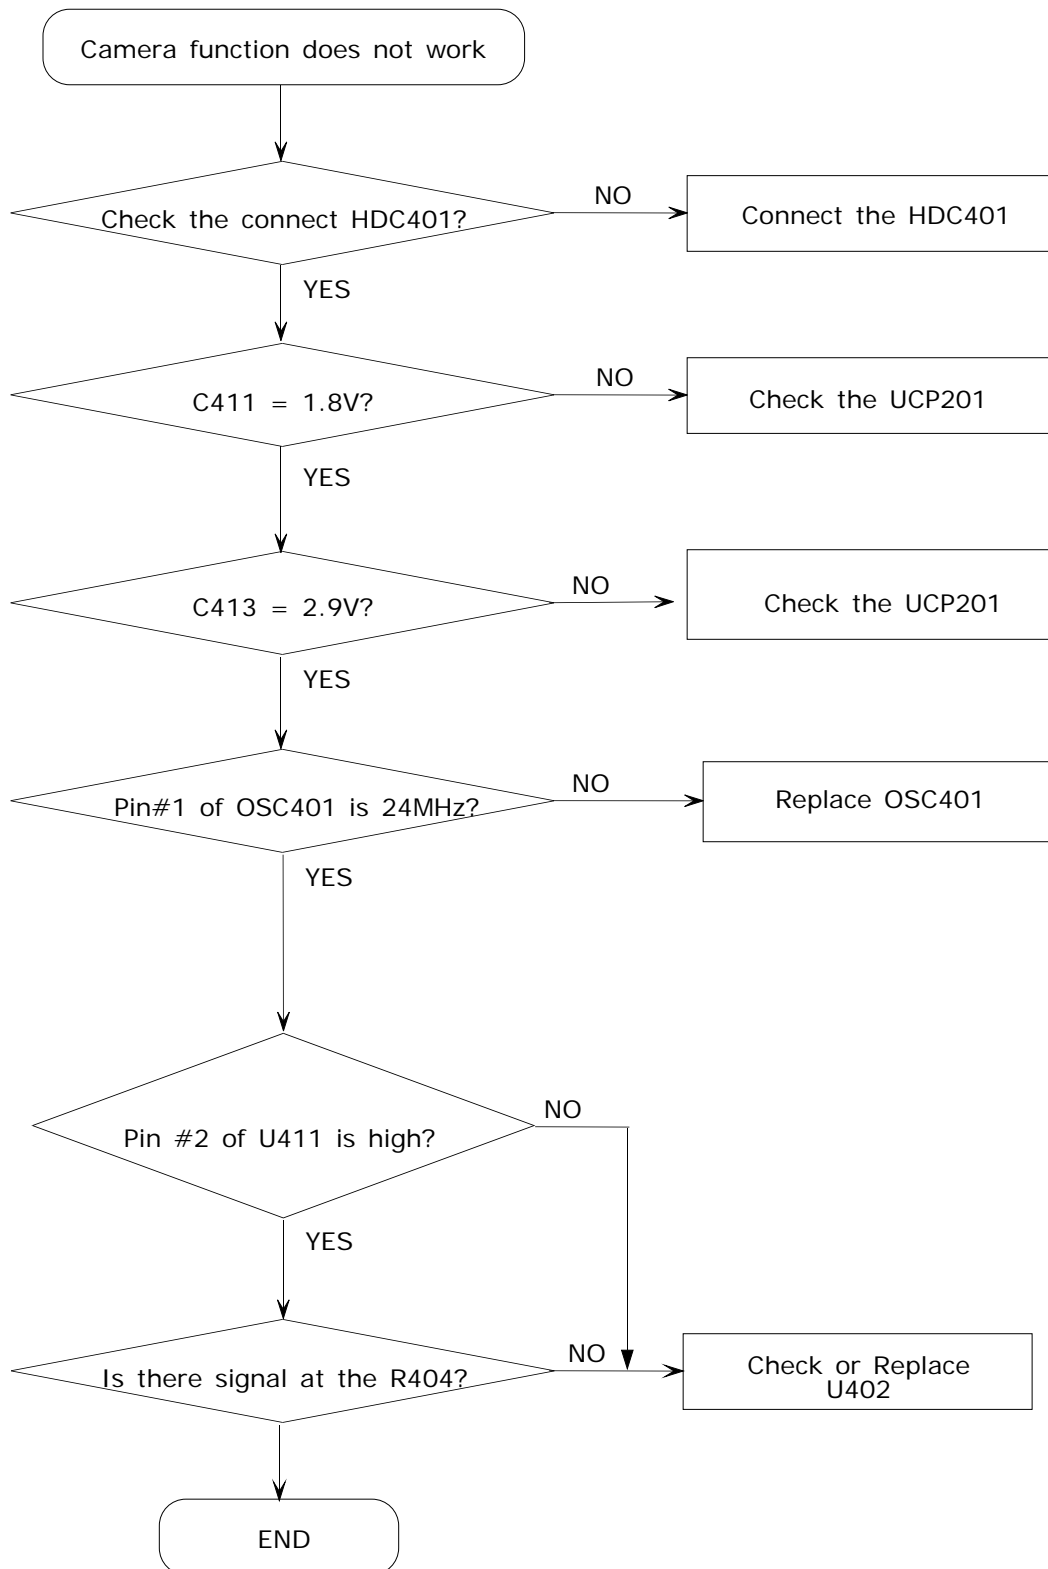 Camera function does not work
Check the connect HDC401?
NO
Connect the HDC401
YES
C411 = 1.8V?
NO
Check the UCP201
YES
C413 = 2.9V?
NO
Check the UCP201
YES
Pin#1 of OSC401 is 24MHz?
NO
Replace OSC401
YES
Pin #2 of U411 is high?
NO
YES
Is there signal at the R404?
NO
Check or Replace
U402
END